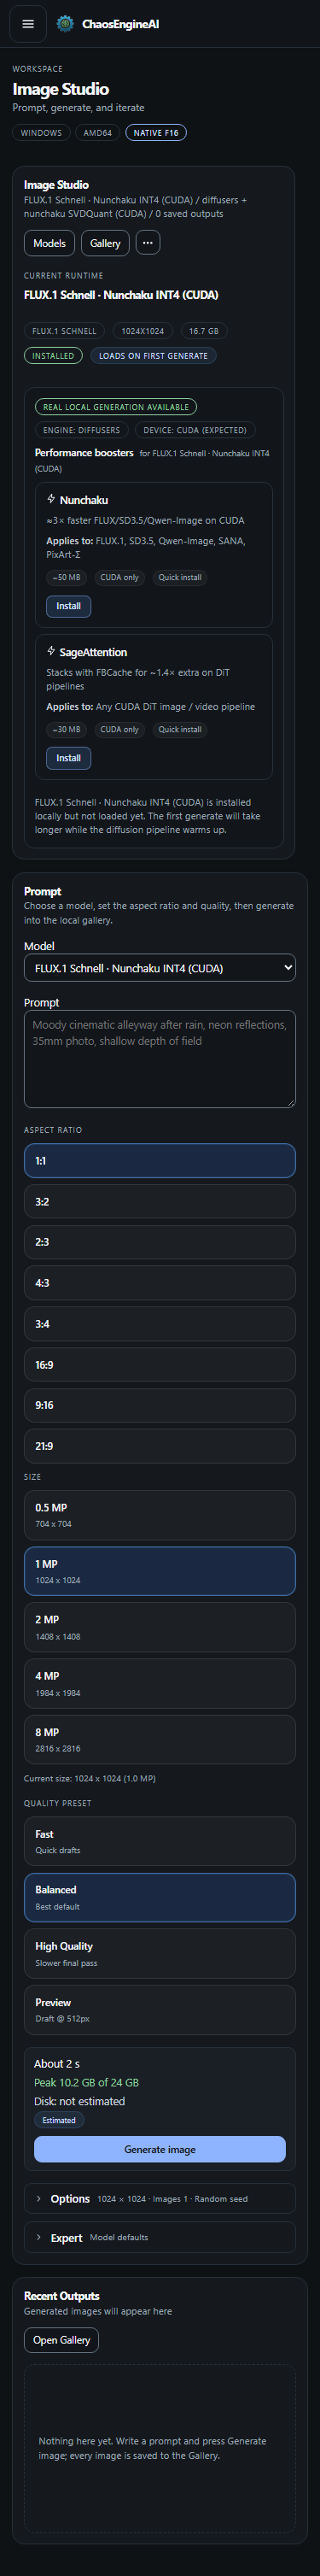 ChaosEngineAI
WORKSPACE
Image Studio
Prompt, generate, and iterate
WINDOWS
AMD64
NATIVE F16
Image Studio
FLUX.1 Schnell · Nunchaku INT4 (CUDA) / diffusers +
nunchaku SVDQuant (CUDA) / 0 saved outputs
Models
Gallery
CURRENT RUNTIME
FLUX.1 Schnell · Nunchaku INT4 (CUDA)
FLUX SCHNELL
1024X1024
16.7 GB
INSTALLED
LOADS ON FIRST GENERATE
REAL LOCAL GENERATION AVAILABLE
ENGINE: DIFFUSERS
DEVICE: CUDA (EXPECTED)
Performance boosters for FLUX.1 Schnell · Nunchaku INT4
(CUDA)
Nunchaku
≈3× faster FLUX/SD3.5/Qwen-Image on CUDA
Applies to: FLUX.1, SD3.5, Qwen-Image, SANA,
PixArt-Σ
~50 MB
CUDA only
Quick install
Install
SageAttention
Stacks with FBCache for ~1.4× extra on DiT
pipelines
Applies to: Any CUDA DiT image / video pipeline
~30 MB
CUDA only
Quick install
Install
FLUX.1 Schnell · Nunchaku INT4 (CUDA) is installed
locally but not loaded yet. The first generate will take
longer while the diffusion pipeline warms up.
Prompt
Choose a model, set the aspect ratio and quality, then generate
into the local gallery.
Model
FLUX.1 Schnell · Nunchaku INT4 (CUDA)
Prompt
Moody cinematic alleyway after rain, neon reflections,
35mm photo, shallow depth of field
ASPECT RATIO
1:1
3:2
2:3
4:3
3:4
16:9
9:16
21:9
SIZE
0.5 MP
704 x 704
1 MP
1024 x 1024
2 MP
1408 x 1408
4 MP
1984 x 1984
8 MP
2816 x 2816
Current size: 1024 x 1024 (1.0 MP)
QUALITY PRESET
Fast
Quick drafts
Balanced
Best default
High Quality
Slower final pass
Preview
Draft @ 512px
About 2 s
Peak 10.2 GB of 24 GB
Disk: not estimated
Estimated
Generate image
Options 1024 × 1024 · Images 1 · Random seed
Expert Model defaults
Recent Outputs
Generated images will appear here
Open Gallery
Nothing here yet. Write a prompt and press Generate
image; every image is saved to the Gallery.